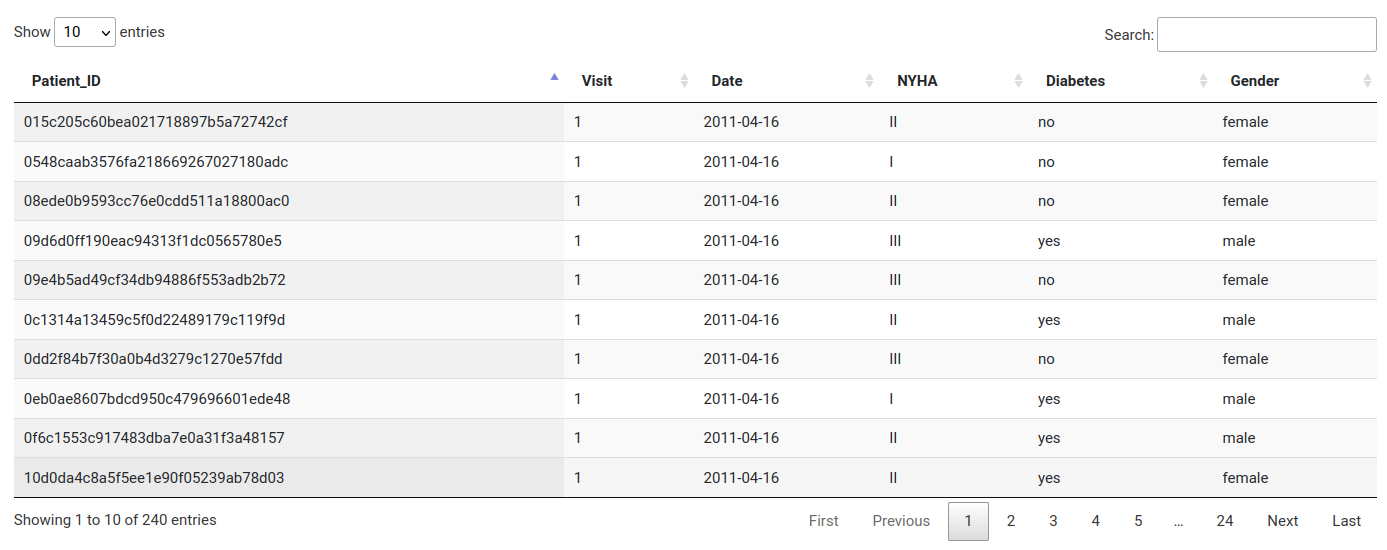 Show 10 entries Search:
Patient_ID Visit Date NYHA Diabetes Gender
015c205c60bea021718897b5a72742cf 1 2011-04-16 II no female
0548caab3576fa218669267027180adc 1 2011-04-16 I no female
08ede0b9593cc76e0cdd511a18800ac0 1 2011-04-16 II no female
09d6d0ff190eac94313f1dc0565780e5 1 2011-04-16 III yes male
09e4b5ad49cf34db94886f553adb2b72 1 2011-04-16 III no female
0c1314a13459c5f0d22489179c119f9d 1 2011-04-16 II yes male
0dd2f84b7f30a0b4d3279c1270e57fdd 1 2011-04-16 III no female
0eb0ae8607bdcd950c479696601ede48 1 2011-04-16 I yes male
0f6c1553c917483dba7e0a31f3a48157 1 2011-04-16 II yes male
10d0da4c8a5f5ee1e90f05239ab78d03 1 2011-04-16 II yes female
Showing 1 to 10 of 240 entries First Previous 1 2 3 4 5 ... 24 Next Last